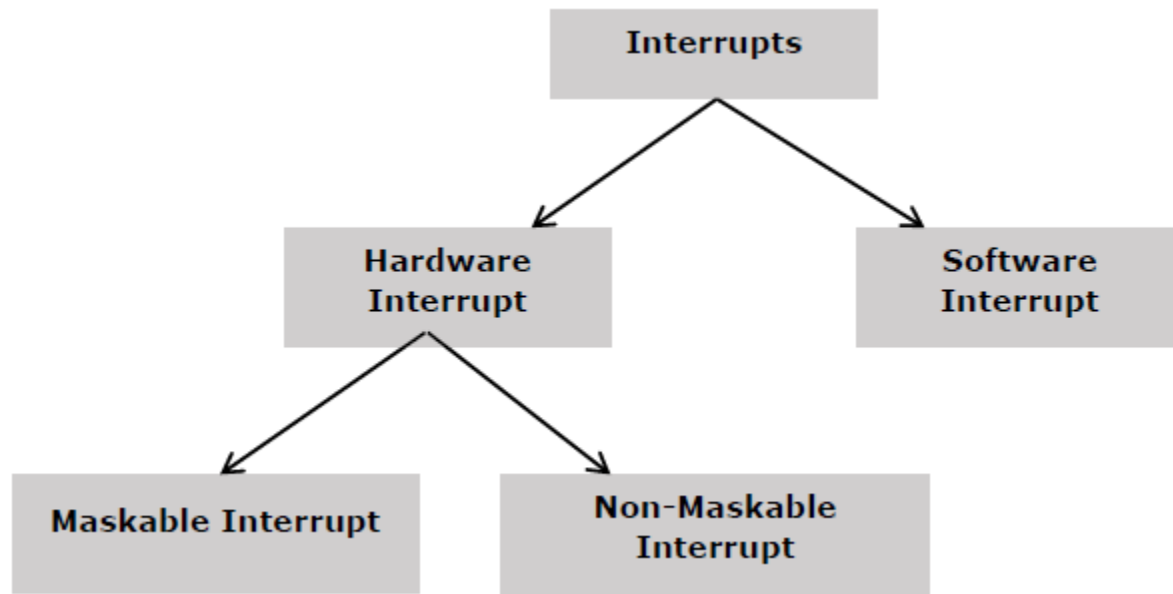 Interrupts
Hardware
Interrupt
Software
Interrupt
Maskable Interrupt
Non-Maskable
Interrupt